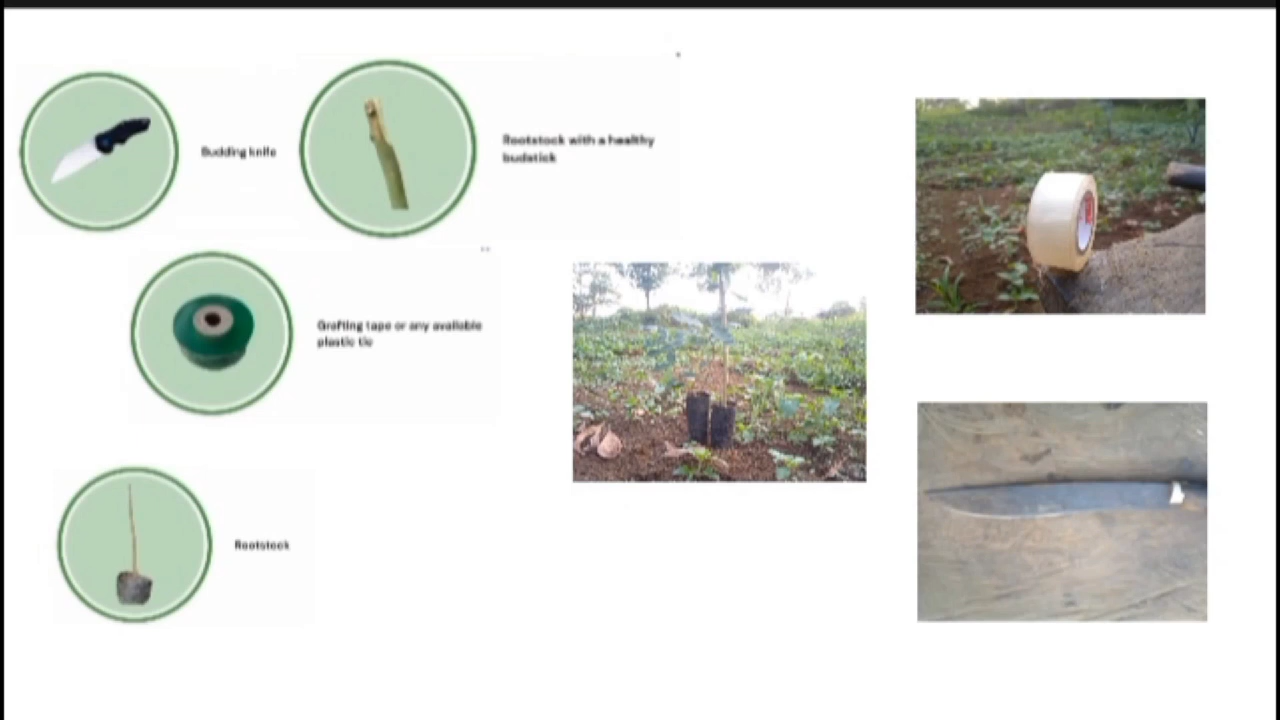 Budding knife
Rootstock with a healthy
budstick
Grafting tape or any available
plastic tie
Rootstock